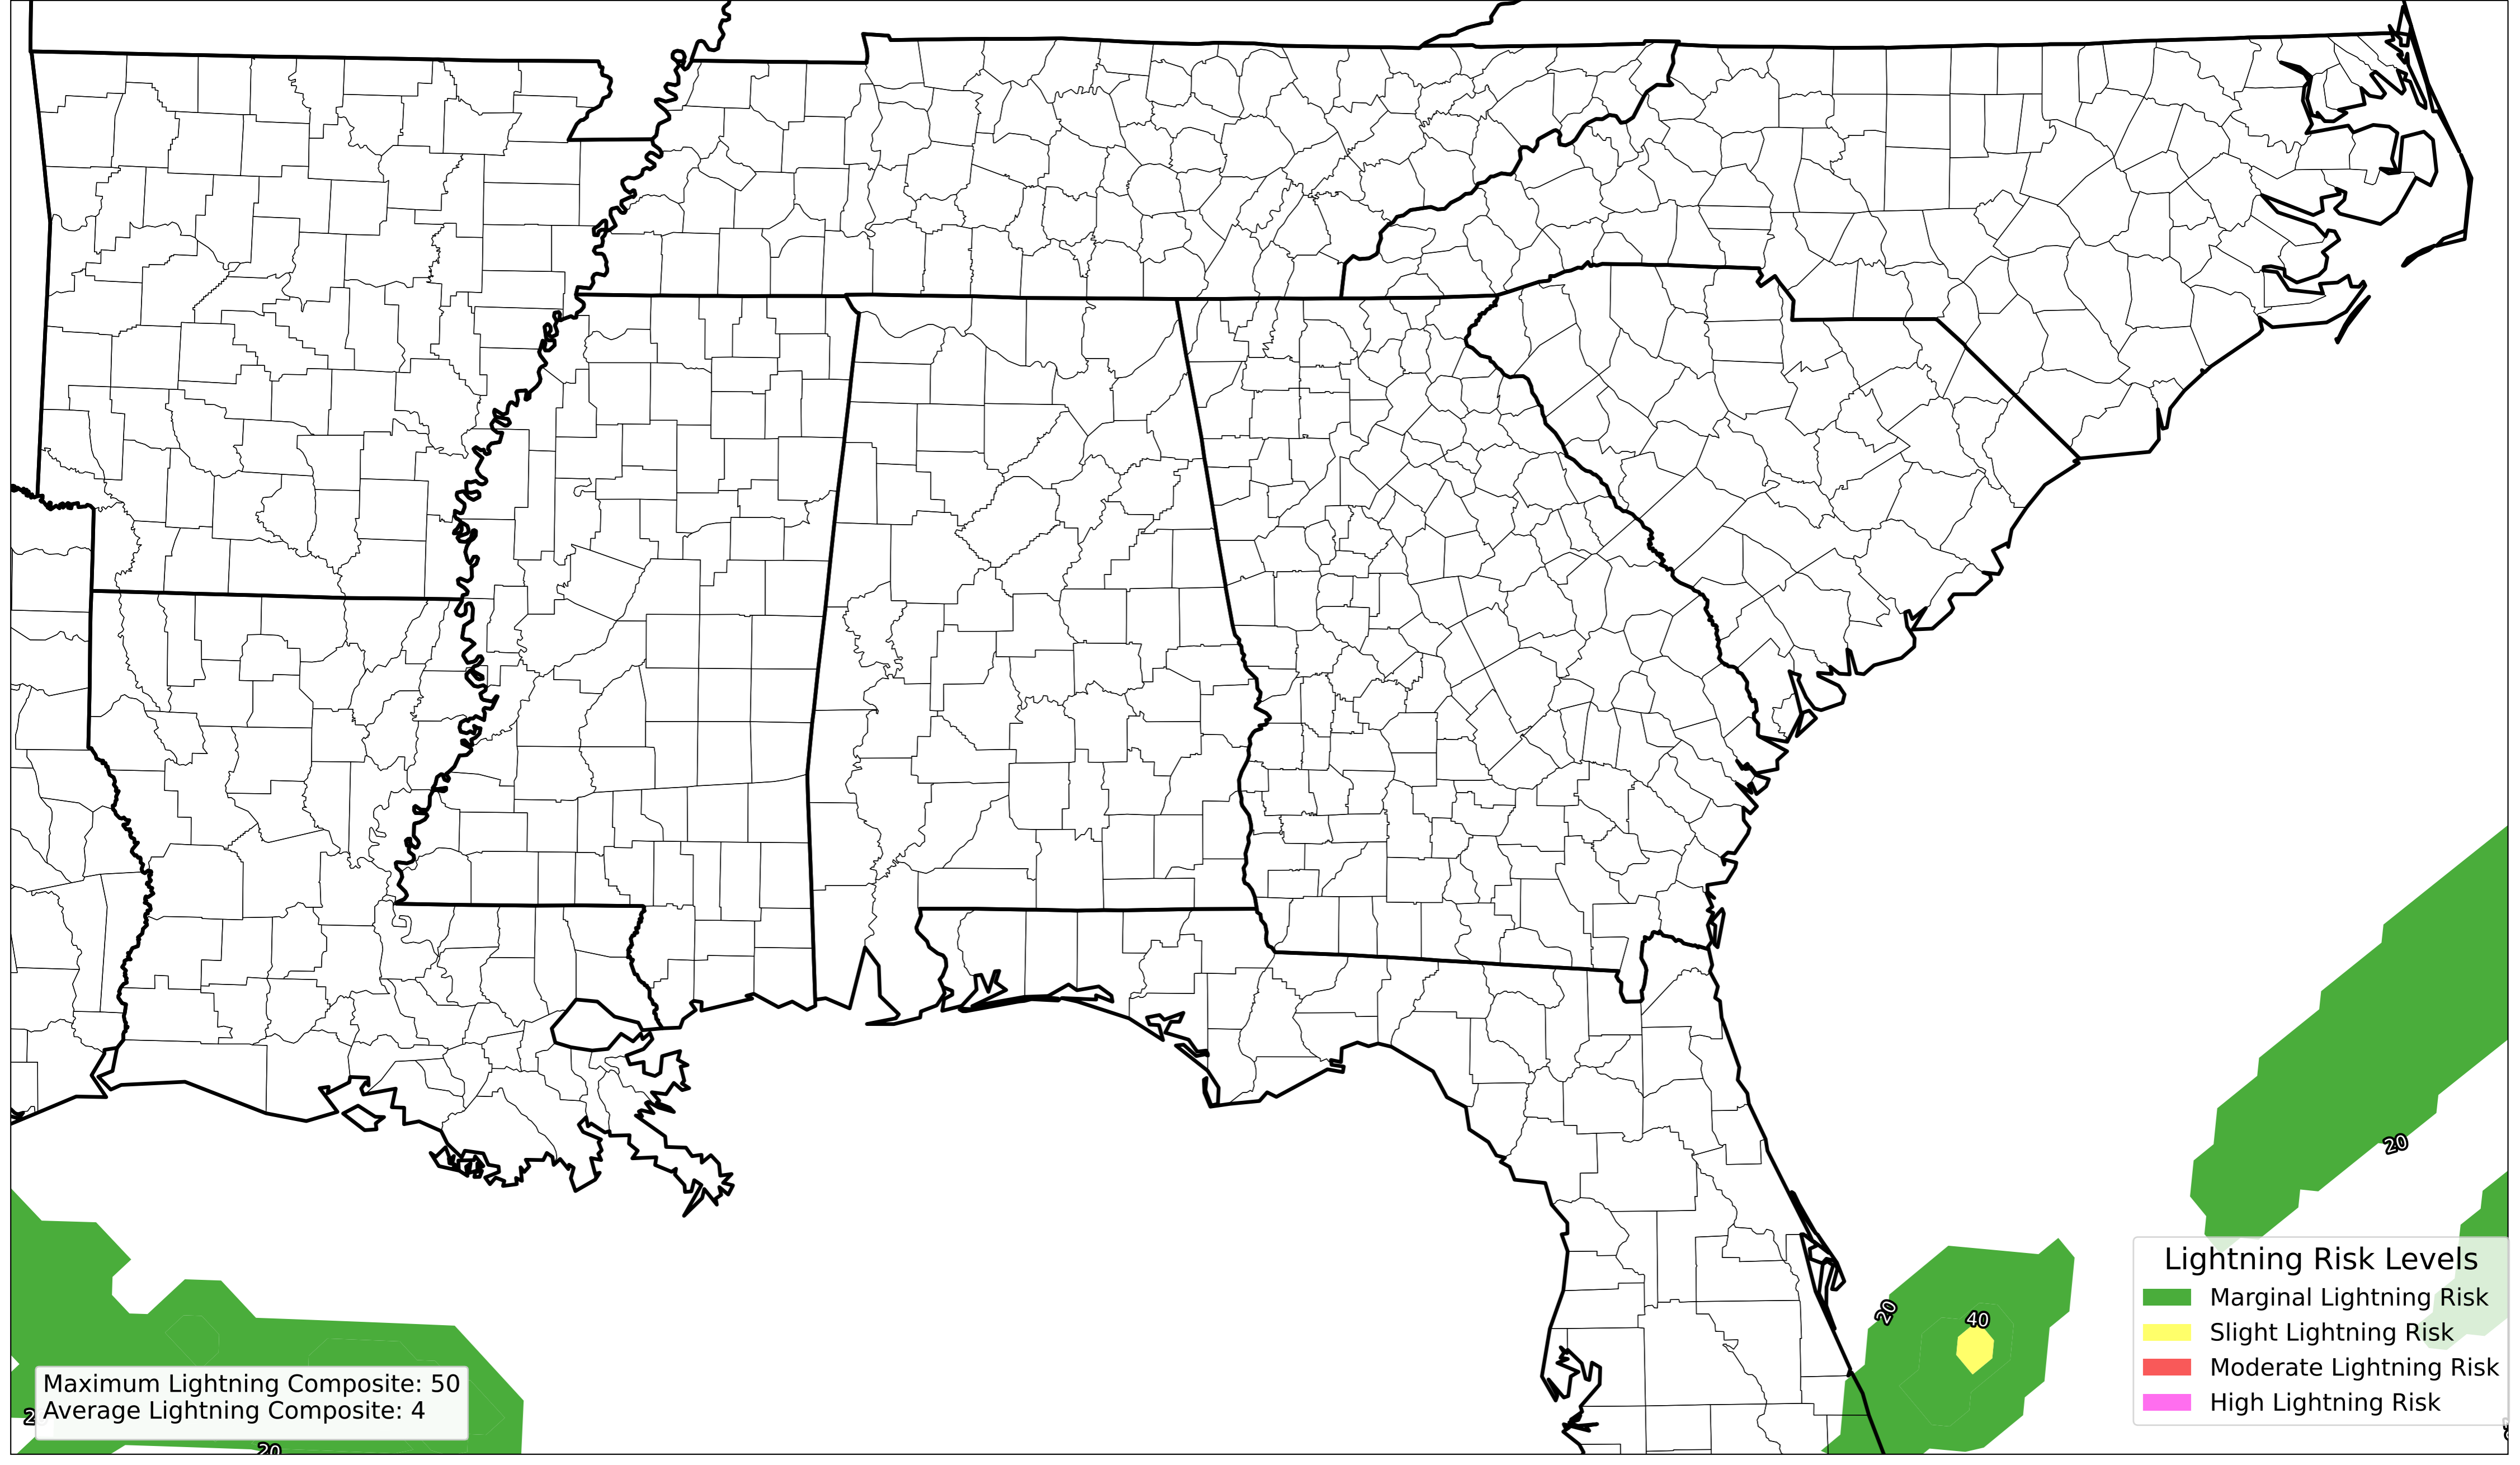 20
20
40
Lightning Risk Levels
Marginal Lightning Risk
Slight Lightning Risk
Moderate Lightning Risk
High Lightning Risk
Maximum Lightning Composite: 50
Average Lightning Composite: 4
20